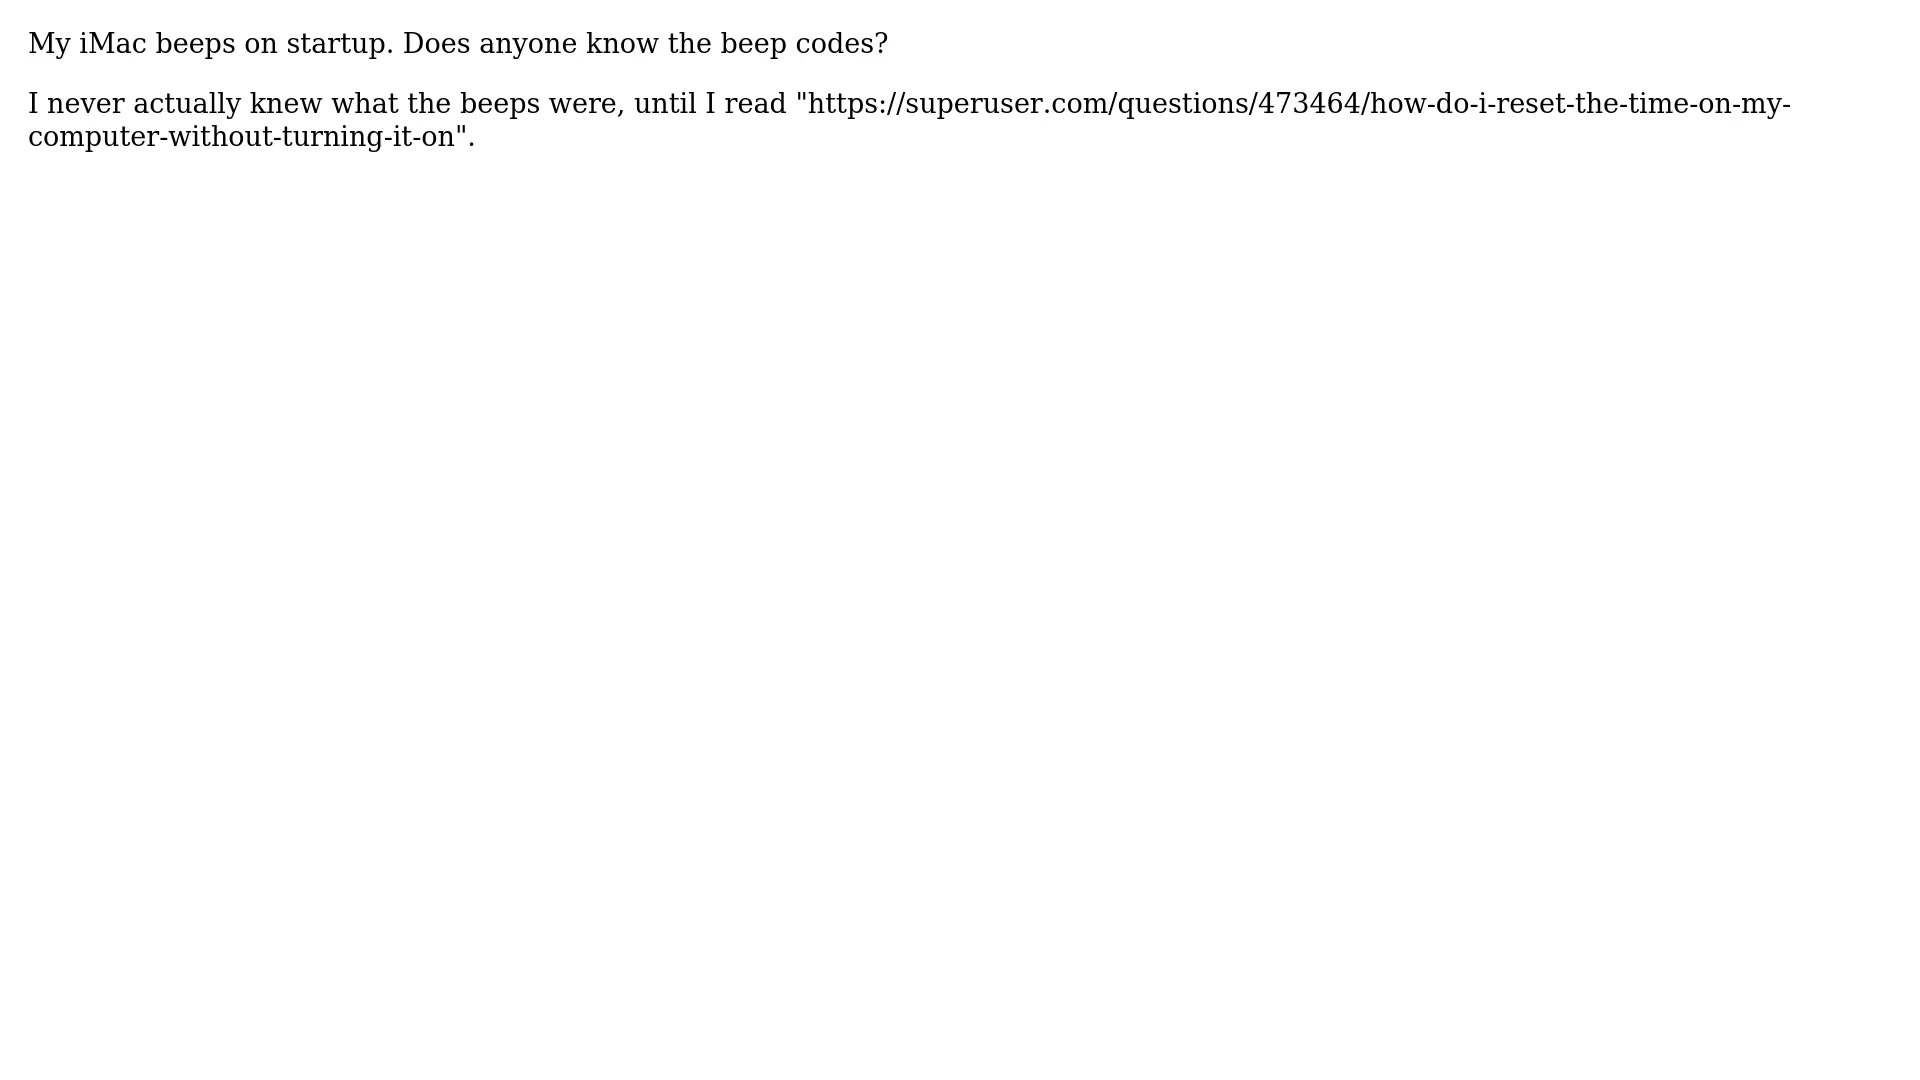 My iMac beeps on startup. Does anyone know the beep codes?
I never actually knew what the beeps were, until I read "https://superuser.com/questions/473464/how-do-i-reset-the-time-on-my-
computer-without-turning-it-on".